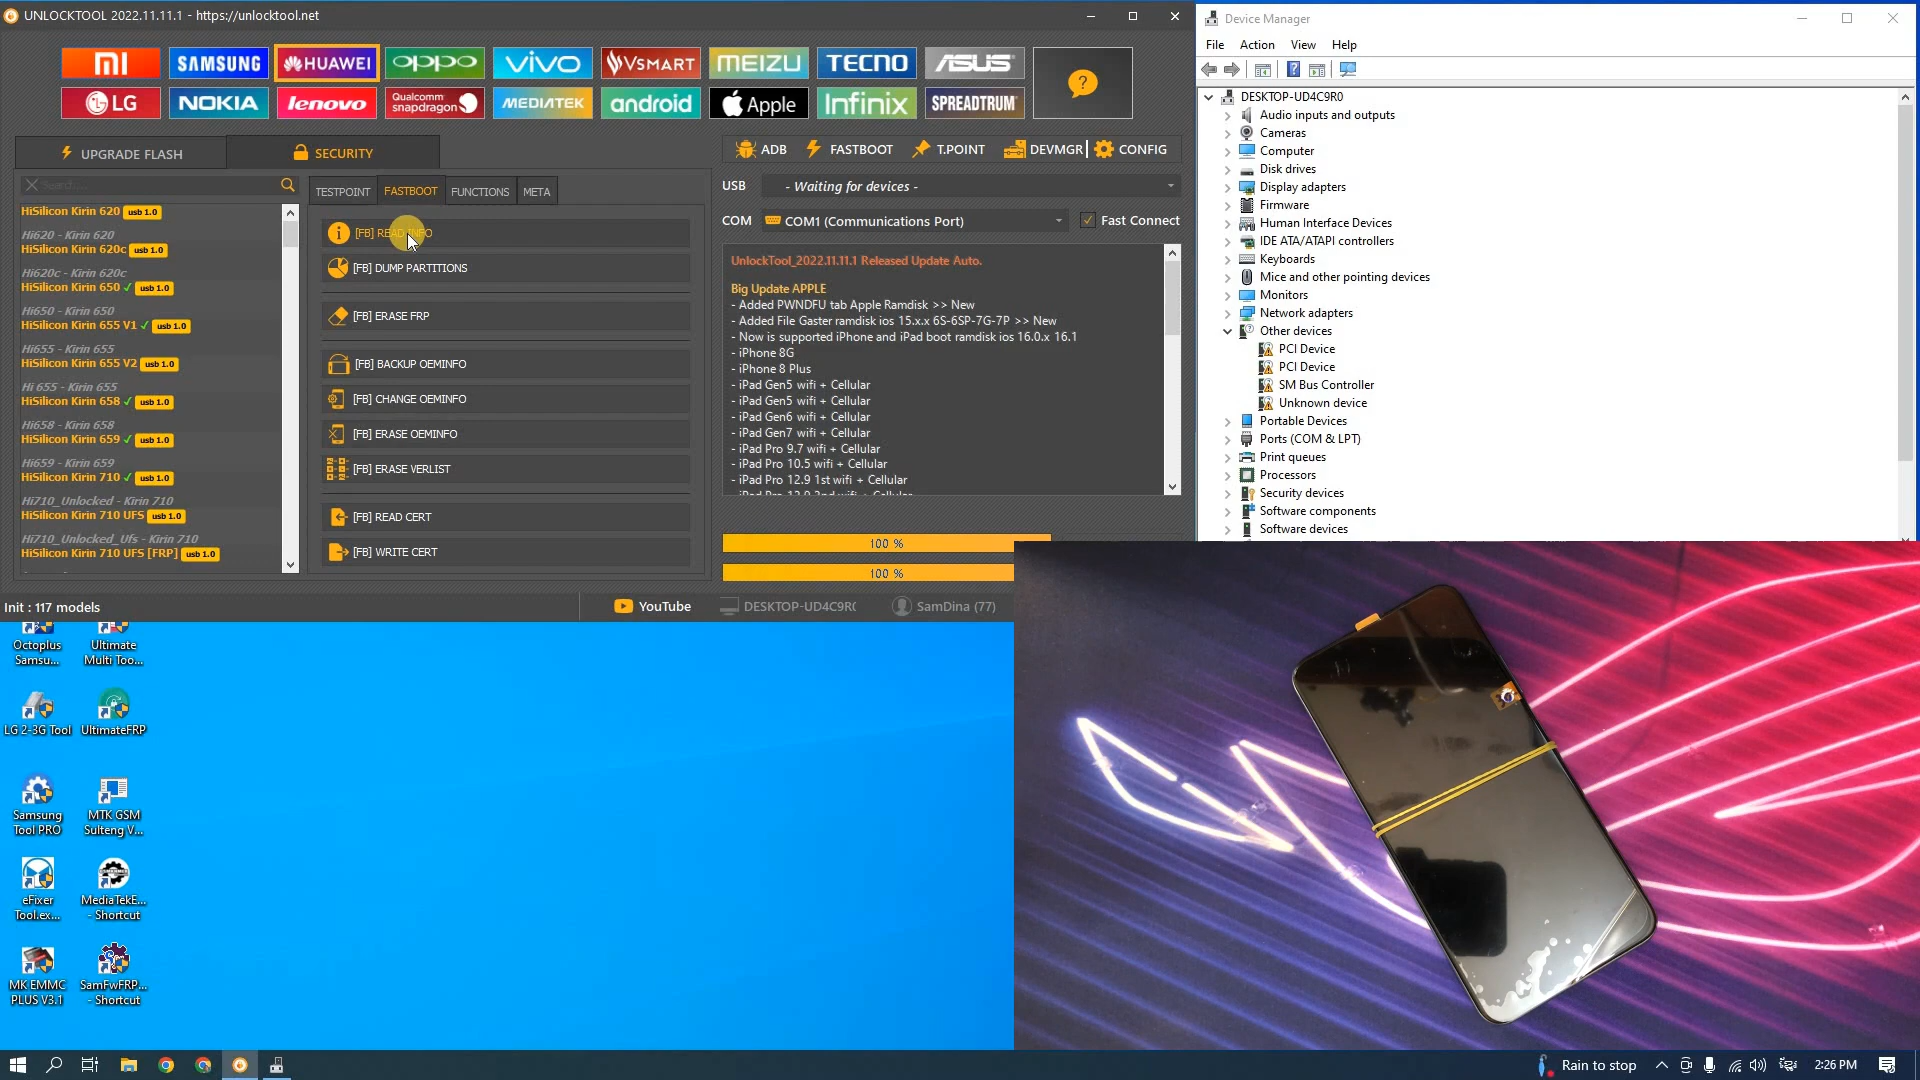 UNLOCKTOOL 2022.11.11.1 - https://unlocktool.net
SAMSUNG
HUAWEI
oppo
vivo
VSMART
MEIZU
TECNO
ASUS
LG
NOKIA
lenovo
Qualcomm
snapdragon
MEDIATEK
android
Apple
Infinix
SPREADTRUM
?
UPGRADE FLASH
SECURITY
Search...
HiSilicon Kirin 620 usb 1.0
Hi620 - Kirin 620
HiSilicon Kirin 620c usb 1.0
Hi620c - Kirin 620c
HiSilicon Kirin 650 ✓ usb 1.0
Hi650 - Kirin 650
HiSilicon Kirin 655 V1 ✓ usb 1.0
Hi655 - Kirin 655
HiSilicon Kirin 655 V2 usb 1.0
Hi 655 - Kirin 655
HiSilicon Kirin 658 ✓ usb 1.0
Hi658 - Kirin 658
HiSilicon Kirin 659 ✓ usb 1.0
Hi659 - Kirin 659
HiSilicon Kirin 710 ✓ usb 1.0
Hi710_Unlocked - Kirin 710
HiSilicon Kirin 710 UFS usb 1.0
Hi710_Unlocked_Ufs - Kirin 710
HiSilicon Kirin 710 UFS [FRP] usb 1.0
TESTPOINT
FASTBOOT
FUNCTIONS
META
[FB] READ INFO
[FB] DUMP PARTITIONS
[FB] ERASE FRP
[FB] BACKUP OEMINFO
[FB] CHANGE OEMINFO
[FB] ERASE OEMINFO
[FB] ERASE VERLIST
[FB] READ CERT
[FB] WRITE CERT
ADB
FASTBOOT
T.POINT
DEVMGR
CONFIG
USB
- Waiting for devices -
COM
COM1 (Communications Port)
Fast Connect
UnlockTool_2022.11.11.1 Released Update Auto.
Big Update APPLE
- Added PWNDFU tab Apple Ramdisk >> New
- Added File Gaster ramdisk ios 15.x.x 6S-6SP-7G-7P >> New
- Now is supported iPhone and iPad boot ramdisk ios 16.0.x 16.1
- iPhone 8G
- iPhone 8 Plus
- iPad Gen5 wifi + Cellular
- iPad Gen5 wifi + Cellular
- iPad Gen6 wifi + Cellular
- iPad Gen7 wifi + Cellular
- iPad Pro 9.7 wifi + Cellular
- iPad Pro 10.5 wifi + Cellular
- iPad Pro 12.9 1st wifi + Cellular
- iPad Pro 12.9 2nd wifi + Cellular
100 %
100 %
Init : 117 models
YouTube
DESKTOP-UD4C9R(
SamDina (77)
Device Manager
File
Action
View
Help
DESKTOP-UD4C9R0
Audio inputs and outputs
Cameras
Computer
Disk drives
Display adapters
Firmware
Human Interface Devices
IDE ATA/ATAPI controllers
Keyboards
Mice and other pointing devices
Monitors
Network adapters
Other devices
PCI Device
PCI Device
SM Bus Controller
Unknown device
Portable Devices
Ports (COM & LPT)
Print queues
Processors
Security devices
Software components
Software devices
Octoplus
Samsu...
Ultimate
Multi Too...
LG 2-3G Tool
UltimateFRP
Samsung
Tool PRO
MTK GSM
Sulteng V...
eFixer
Tool.ex...
MediaTekE...
- Shortcut
MK EMMC
PLUS V3.1
SamFwFRP...
- Shortcut
Rain to stop
2:26 PM